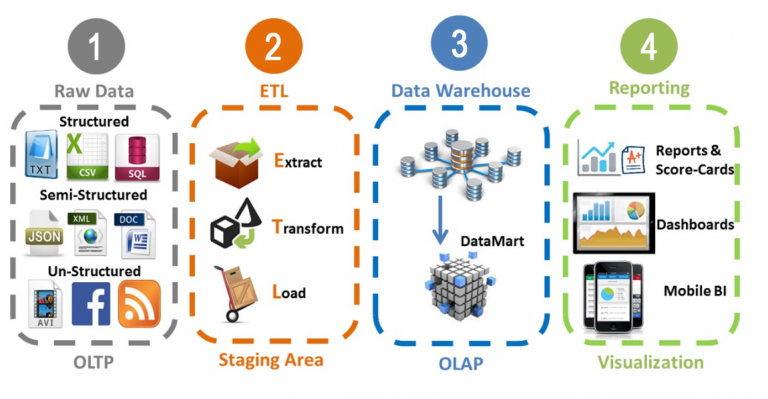 1
Raw Data
Structured
TXT
CSV
SQL
Semi-Structured
JSON
XML
DOC
Un-Structured
AVI
OLTP
2
ETL
Extract
Transform
Load
Staging Area
3
Data Warehouse
DataMart
OLAP
4
Reporting
A+
Reports &
Score-Cards
Dashboards
Mobile BI
Visualization